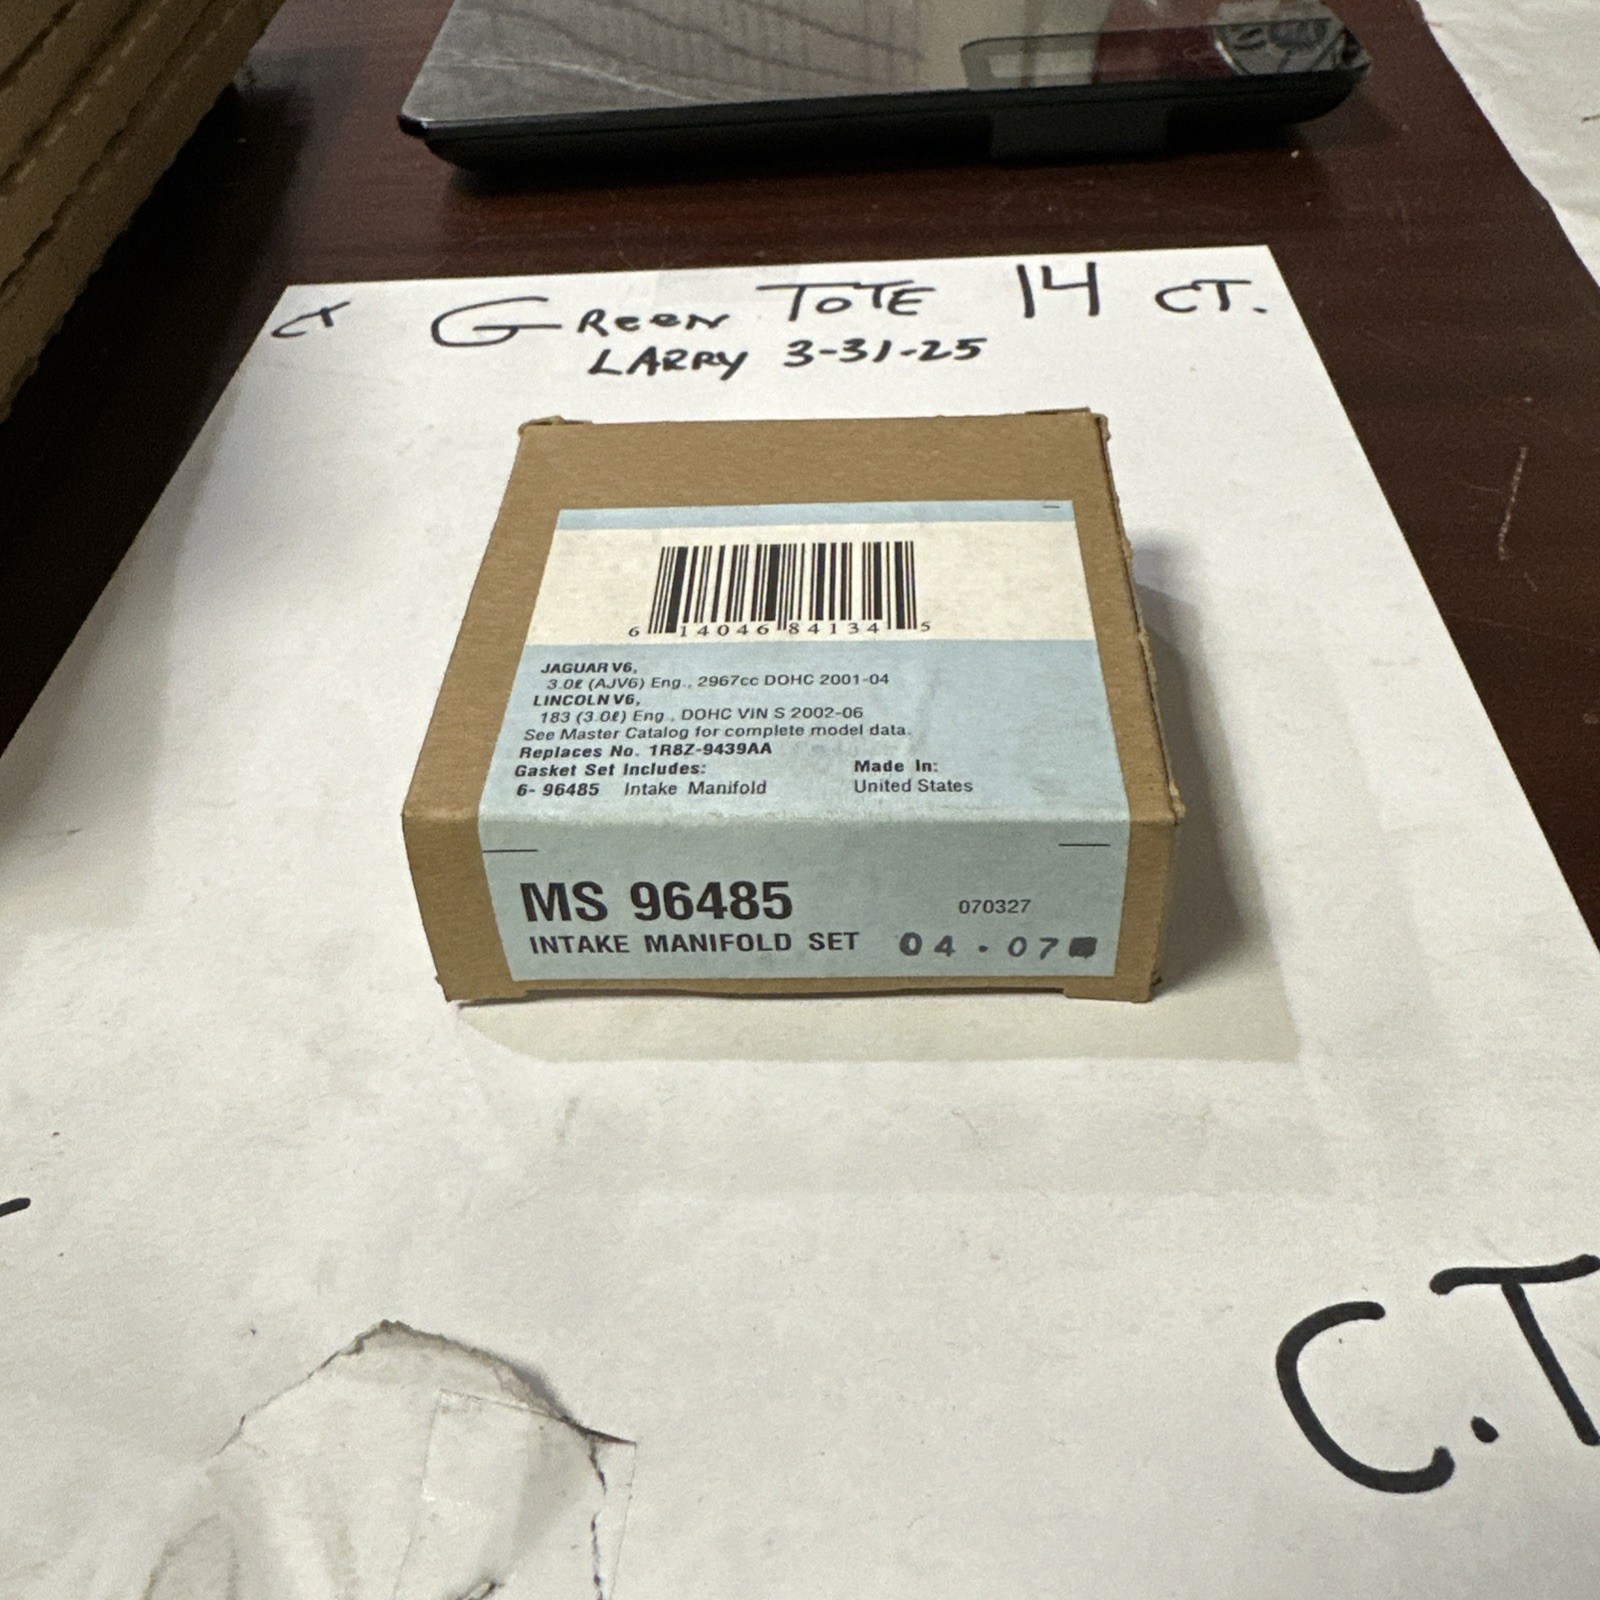 CT GREEN TOTE 14 CT.
LARRY 3-31-25
6 14046 84134 5
JAGUAR V6,
3.0ℓ (AJV6) Eng., 2967cc DOHC 2001-04
LINCOLN V6,
183 (3.0ℓ) Eng., DOHC VIN S 2002-06
See Master Catalog for complete model data.
Replaces No. 1R8Z-9439AA
Gasket Set Includes: Made In:
6- 96485 Intake Manifold United States
MS 96485 070327
INTAKE MANIFOLD SET 04.07
C.T